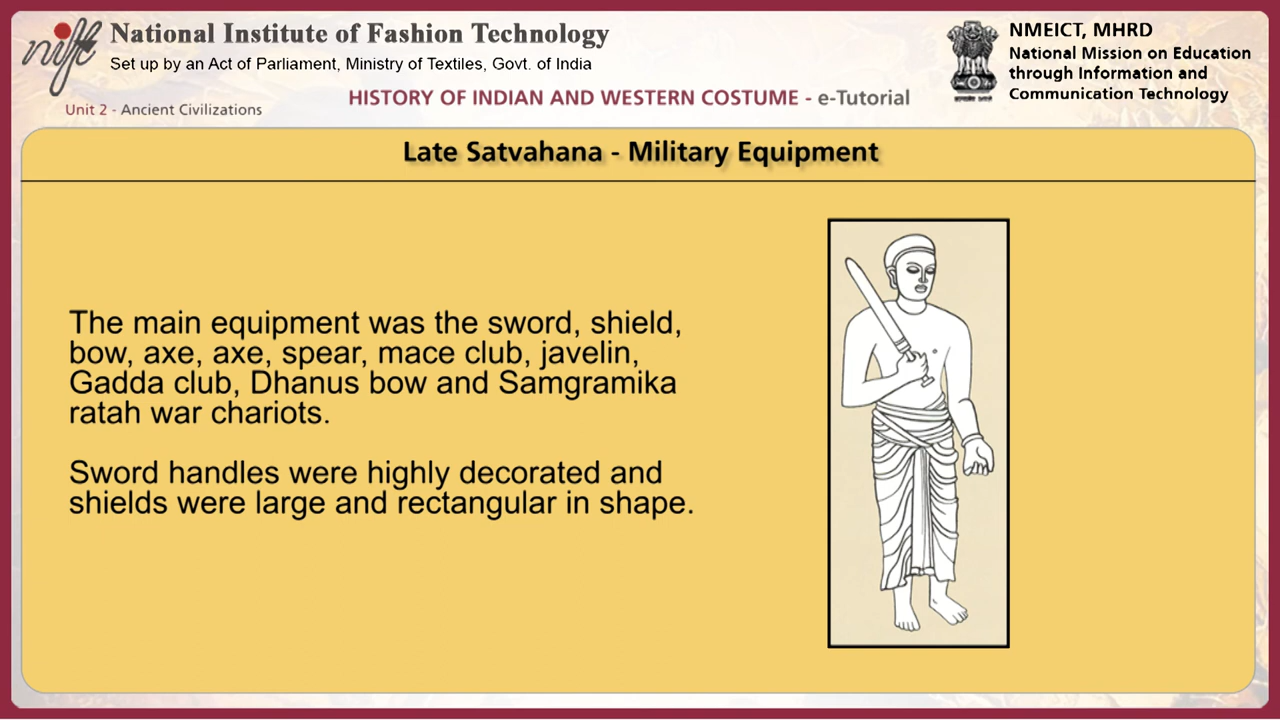 nift
National Institute of Fashion Technology
Set up by an Act of Parliament, Ministry of Textiles, Govt. of India
NMEICT, MHRD
National Mission on Education
through Information and
Communication Technology
HISTORY OF INDIAN AND WESTERN COSTUME - e-Tutorial
Unit 2 - Ancient Civilizations
Late Satvahana - Military Equipment
The main equipment was the sword, shield,
bow, axe, axe, spear, mace club, javelin,
Gadda club, Dhanus bow and Samgramika
ratah war chariots.
Sword handles were highly decorated and
shields were large and rectangular in shape.